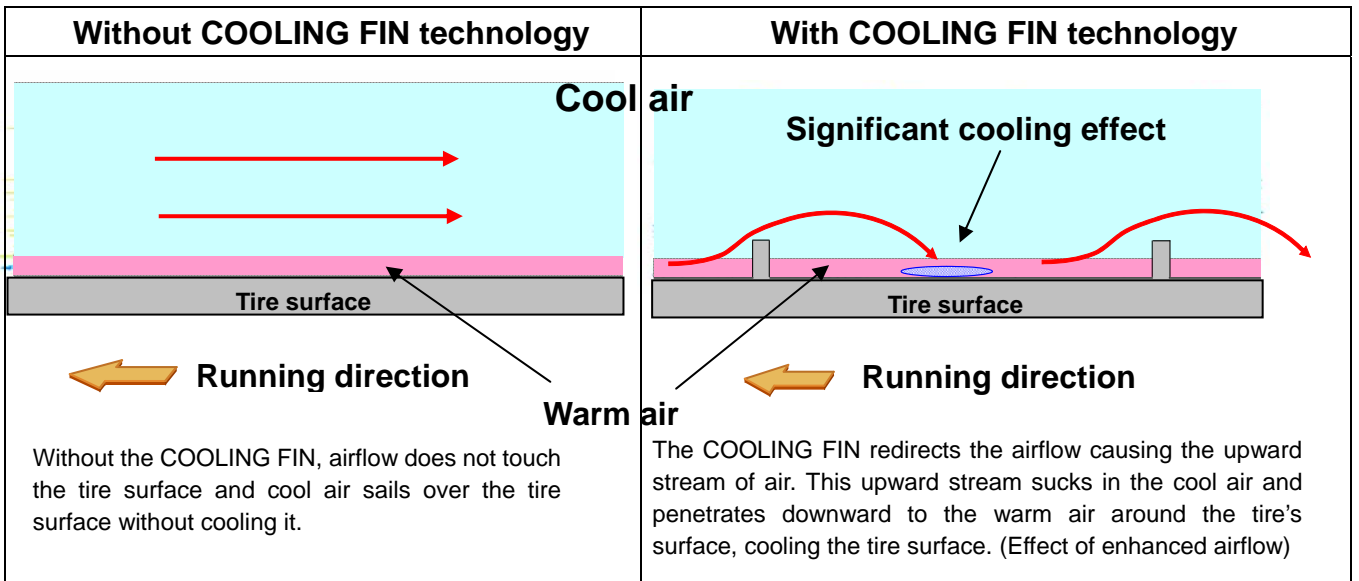 Without COOLING FIN technology
With COOLING FIN technology
Cool air
Significant cooling effect
Tire surface
Tire surface
Running direction
Running direction
Warm air
Without the COOLING FIN, airflow does not touch
the tire surface and cool air sails over the tire
surface without cooling it.
The COOLING FIN redirects the airflow causing the upward
stream of air. This upward stream sucks in the cool air and
penetrates downward to the warm air around the tire's
surface, cooling the tire surface. (Effect of enhanced airflow)